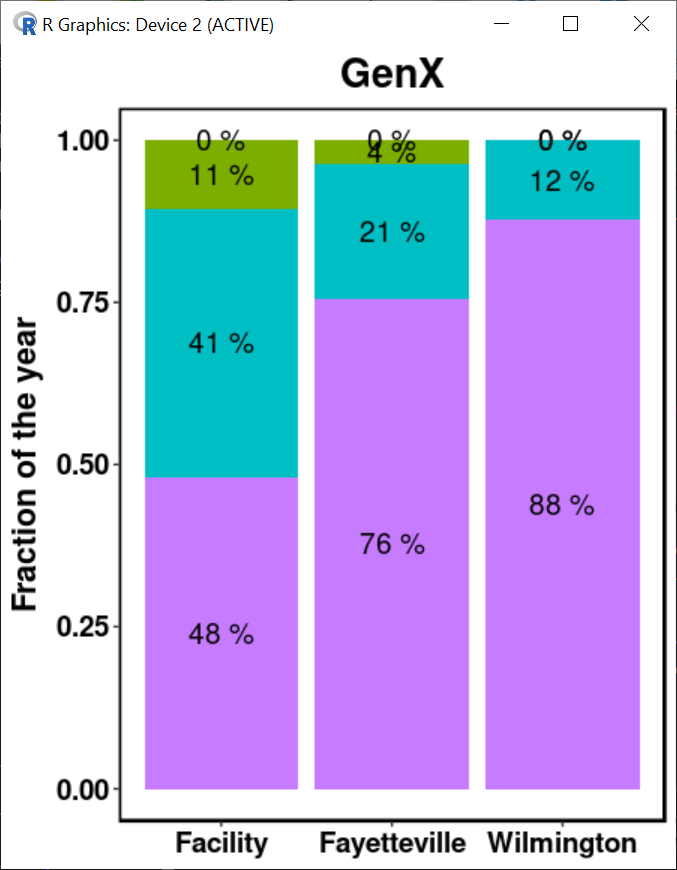 R Graphics: Device 2 (ACTIVE)
GenX
Fraction of the year
1.00
0.75
0.50
0.25
0.00
0 %
11 %
41 %
48 %
0 %
4 %
21 %
76 %
0 %
12 %
88 %
Facility
Fayetteville
Wilmington